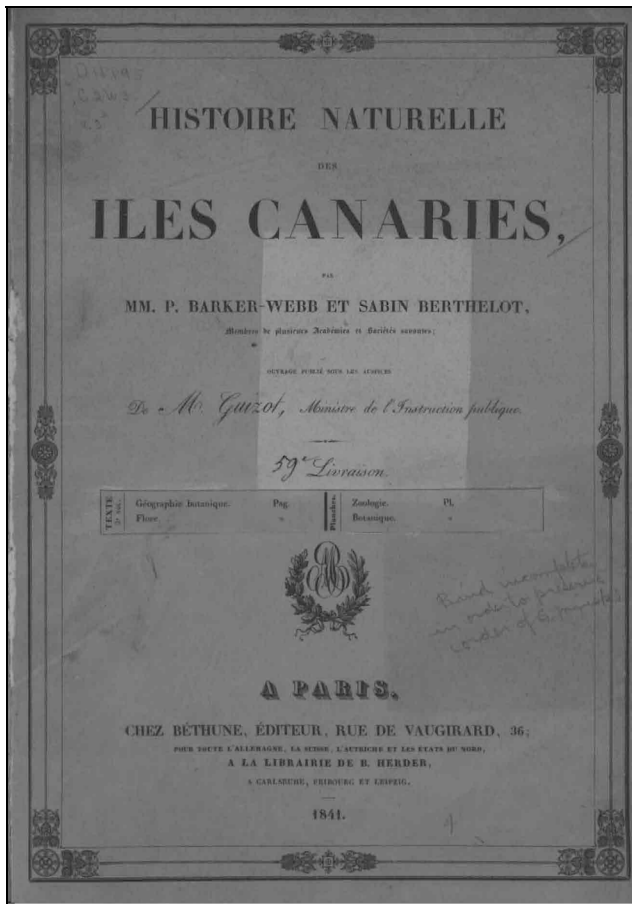 HISTOIRE NATURELLE
DES
ILES CANARIES,
PAR
MM. P. BARKER-WEBB ET SABIN BERTHELOT,
Membres de plusieurs Académies et Sociétés savantes;
OUVRAGE PUBLIÉ SOUS LES AUSPICES
De M. Guizot, Ministre de l'Instruction publique.
59e Livraison.
TEXTE
Géographie botanique. Pag.
Flore. "
Planches.
Zoologie. Pl.
Botanique. "
Bind incomplete
in order to preserve
order of
A PARIS,
CHEZ BÉTHUNE, ÉDITEUR, RUE DE VAUGIRARD, 36;
POUR TOUTE L'ALLEMAGNE, LA SUISSE, L'AUTRICHE ET LES ETATS DU NORD,
A LA LIBRAIRIE DE B. HERDER,
A CARLSRUHE, FRIBOURG ET LEIPZIG.
1841.